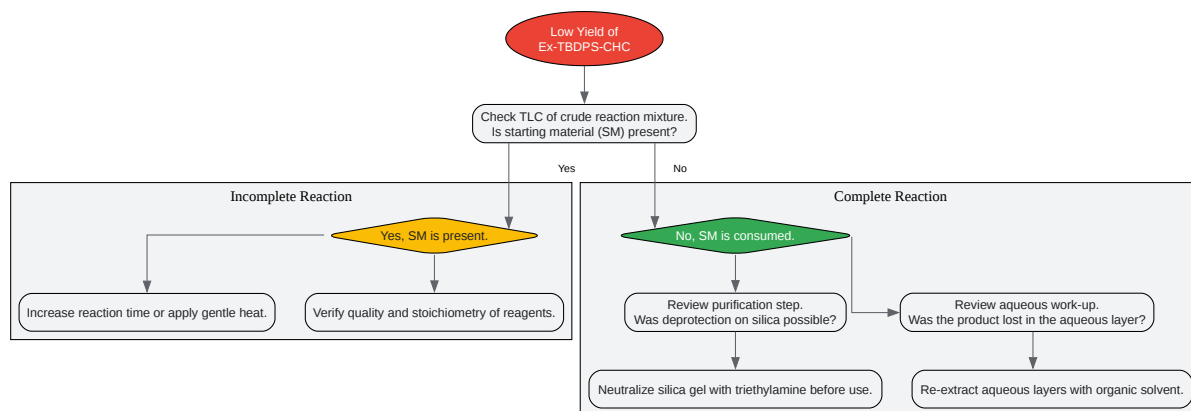 Low Yield of
Ex-TBDPS-CHC
Check TLC of crude reaction mixture.
Is starting material (SM) present?
Yes
No
Incomplete Reaction
Complete Reaction
Yes, SM is present.
No, SM is consumed.
Increase reaction time or apply gentle heat.
Verify quality and stoichiometry of reagents.
Review purification step.
Was deprotection on silica possible?
Review aqueous work-up.
Was the product lost in the aqueous layer?
Neutralize silica gel with triethylamine before use.
Re-extract aqueous layers with organic solvent.